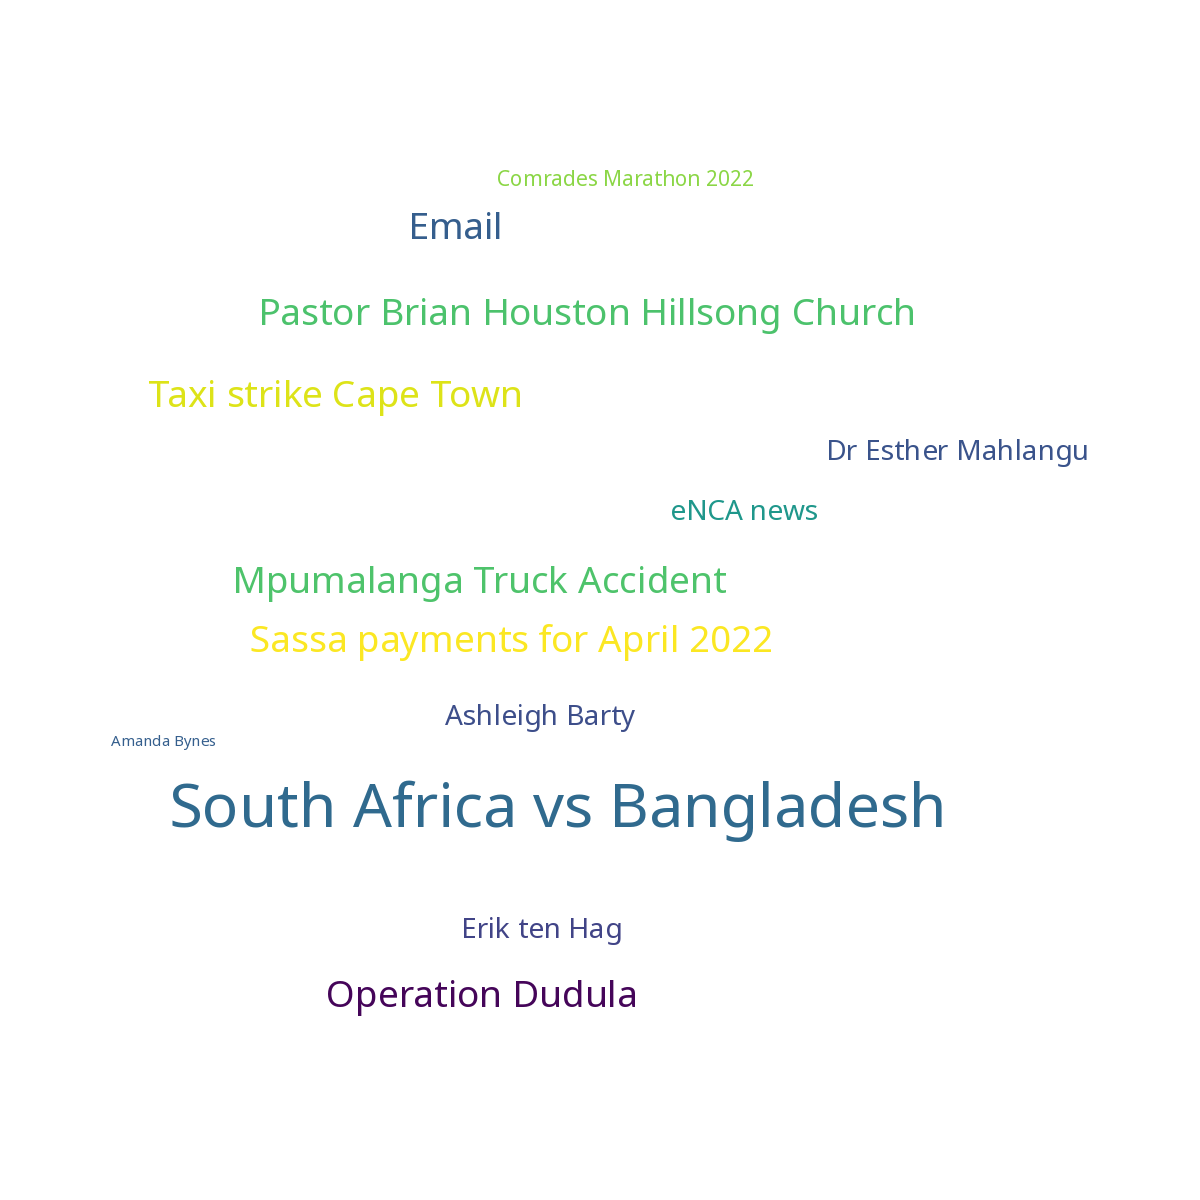 Comrades Marathon 2022
Email
Pastor Brian Houston Hillsong Church
Taxi strike Cape Town
Dr Esther Mahlangu
eNCA news
Mpumalanga Truck Accident
Sassa payments for April 2022
Ashleigh Barty
Amanda Bynes
South Africa vs Bangladesh
Erik ten Hag
Operation Dudula